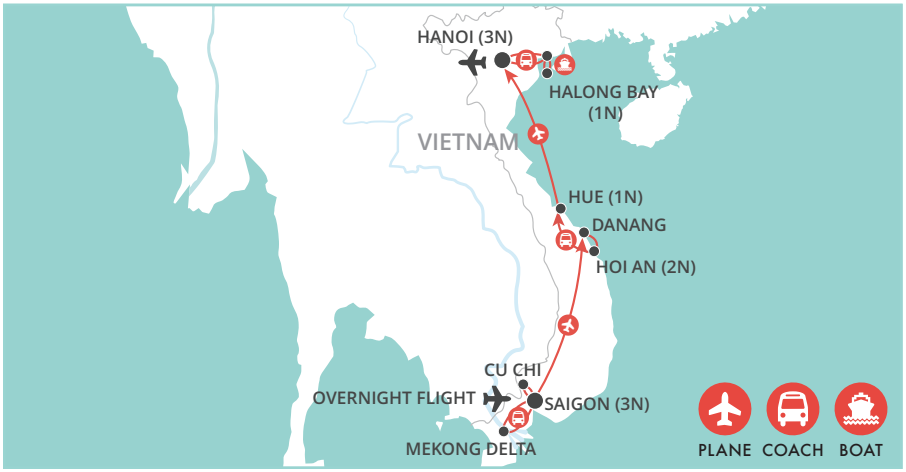 HANOI (3N)
HALONG BAY
(1N)
VIETNAM
HUE (1N)
DANANG
HOI AN (2N)
CU CHI
OVERNIGHT FLIGHT
SAIGON (3N)
MEKONG DELTA
PLANE COACH BOAT